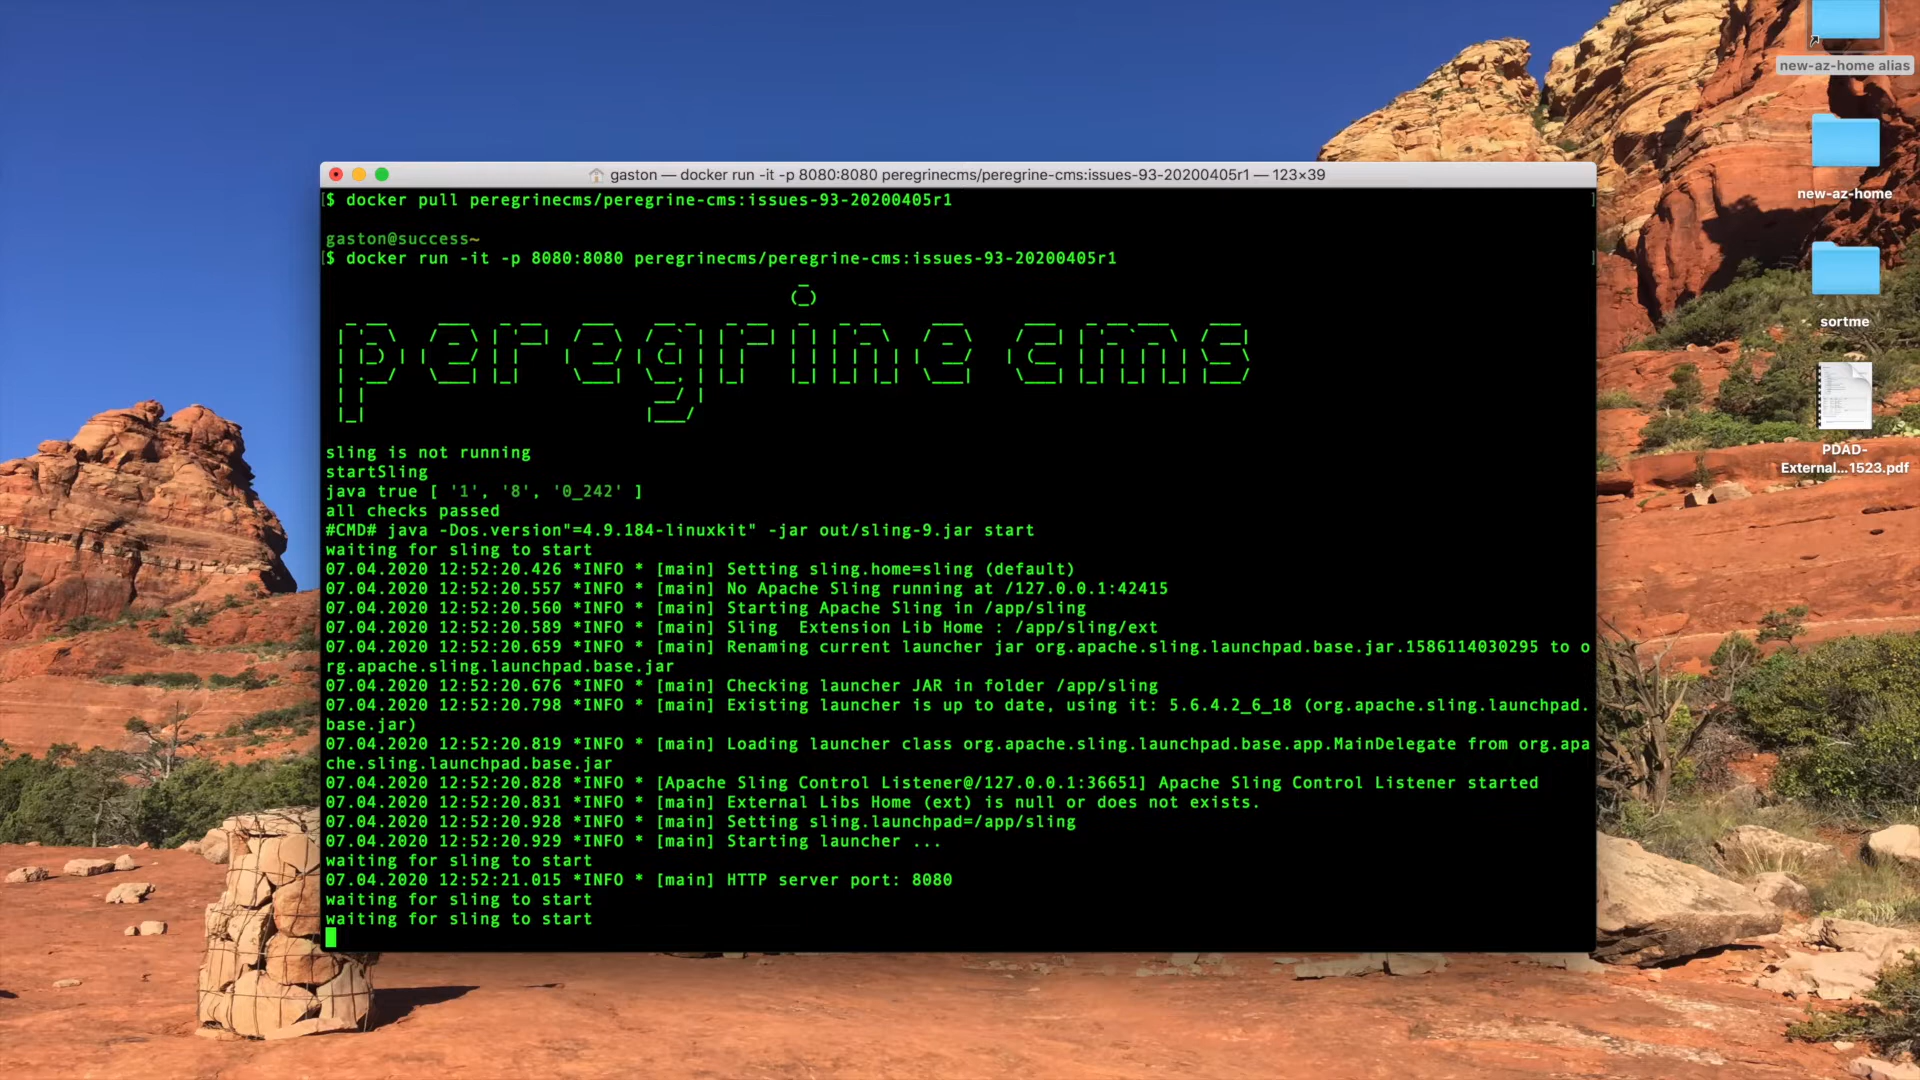 gaston — docker run -it -p 8080:8080 peregrinecms/peregrine-cms:issues-93-20200405r1 — 123×39
[$ docker pull peregrinecms/peregrine-cms:issues-93-20200405r1 ]
gaston@success~
[$ docker run -it -p 8080:8080 peregrinecms/peregrine-cms:issues-93-20200405r1 ]
peregrine cms
sling is not running
startSling
java true [ '1', '8', '0_242' ]
all checks passed
#CMD# java -Dos.version"=4.9.184-linuxkit" -jar out/sling-9.jar start
waiting for sling to start
07.04.2020 12:52:20.426 *INFO * [main] Setting sling.home=sling (default)
07.04.2020 12:52:20.557 *INFO * [main] No Apache Sling running at /127.0.0.1:42415
07.04.2020 12:52:20.560 *INFO * [main] Starting Apache Sling in /app/sling
07.04.2020 12:52:20.589 *INFO * [main] Sling  Extension Lib Home : /app/sling/ext
07.04.2020 12:52:20.659 *INFO * [main] Renaming current launcher jar org.apache.sling.launchpad.base.jar.1586114030295 to o
rg.apache.sling.launchpad.base.jar
07.04.2020 12:52:20.676 *INFO * [main] Checking launcher JAR in folder /app/sling
07.04.2020 12:52:20.798 *INFO * [main] Existing launcher is up to date, using it: 5.6.4.2_6_18 (org.apache.sling.launchpad.
base.jar)
07.04.2020 12:52:20.819 *INFO * [main] Loading launcher class org.apache.sling.launchpad.base.app.MainDelegate from org.apa
che.sling.launchpad.base.jar
07.04.2020 12:52:20.828 *INFO * [Apache Sling Control Listener@/127.0.0.1:36651] Apache Sling Control Listener started
07.04.2020 12:52:20.831 *INFO * [main] External Libs Home (ext) is null or does not exists.
07.04.2020 12:52:20.928 *INFO * [main] Setting sling.launchpad=/app/sling
07.04.2020 12:52:20.929 *INFO * [main] Starting launcher ...
waiting for sling to start
07.04.2020 12:52:21.015 *INFO * [main] HTTP server port: 8080
waiting for sling to start
waiting for sling to start
new-az-home alias
new-az-home
sortme
PDAD-
External...1523.pdf